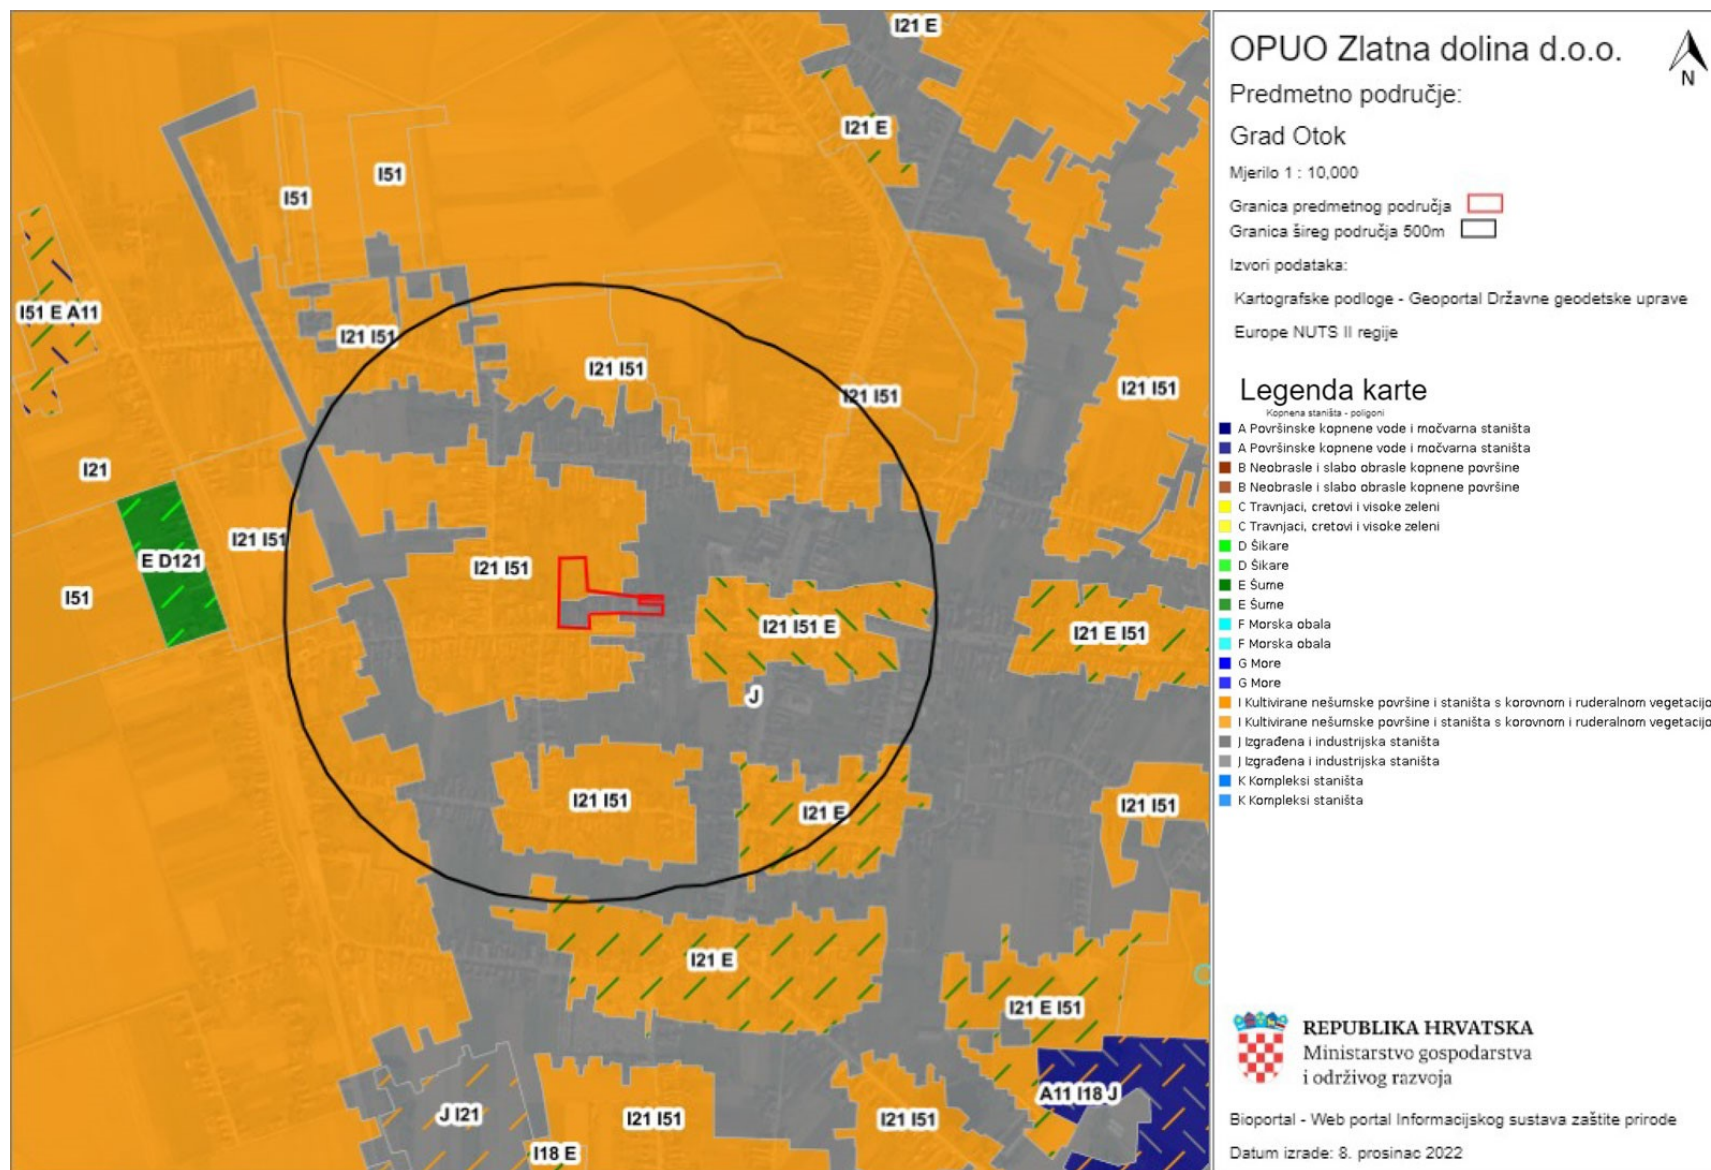 I21 E
I21 E
I51
I51
I51 E A11
I21 I51
I21 I51
I21 I51
I21 I51
I21
I21 I51
E D121
I51
I21 I51
I21 I51 E
I21 E I51
J
I21 I51
I21 E
I21 I51
I21 E
I21 E I51
A11 I18 J
J I21
I21 I51
I21 I51
I18 E
OPUO Zlatna dolina d.o.o.
N
Predmetno područje:
Grad Otok
Mjerilo 1 : 10,000
Granica predmetnog područja
Granica šireg područja 500m
Izvori podataka:
Kartografske podloge - Geoportal Državne geodetske uprave
Europe NUTS II regije
Legenda karte
Kopnena staništa - poligoni
A Površinske kopnene vode i močvarna staništa
A Površinske kopnene vode i močvarna staništa
B Neobrasle i slabo obrasle kopnene površine
B Neobrasle i slabo obrasle kopnene površine
C Travnjaci, cretovi i visoke zeleni
C Travnjaci, cretovi i visoke zeleni
D Šikare
D Šikare
E Šume
E Šume
F Morska obala
F Morska obala
G More
G More
I Kultivirane nešumske površine i staništa s korovnom i ruderalnom vegetacijo
I Kultivirane nešumske površine i staništa s korovnom i ruderalnom vegetacijo
J Izgrađena i industrijska staništa
J Izgrađena i industrijska staništa
K Kompleksi staništa
K Kompleksi staništa
REPUBLIKA HRVATSKA
Ministarstvo gospodarstva
i održivog razvoja
Bioportal - Web portal Informacijskog sustava zaštite prirode
Datum izrade: 8. prosinac 2022